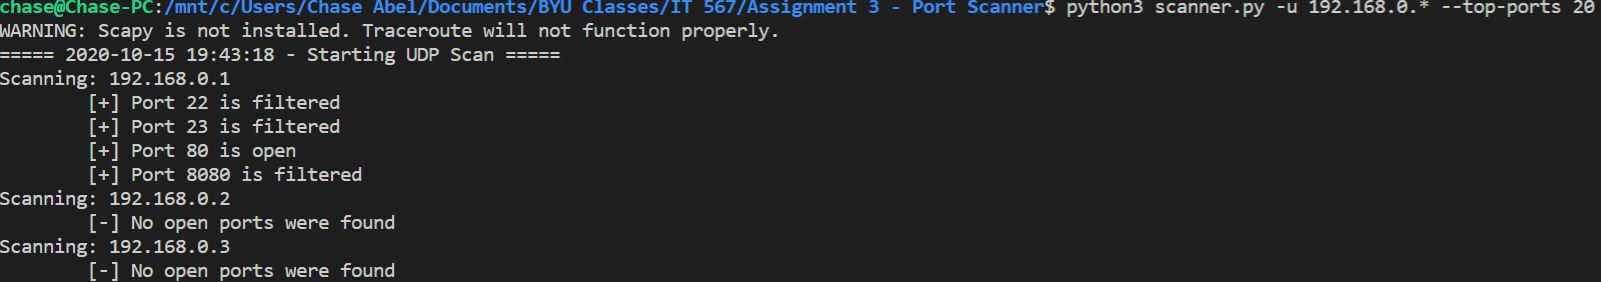 chase@Chase-PC:/mnt/c/Users/Chase Abel/Documents/BYU Classes/IT 567/Assignment 3 - Port Scanner$ python3 scanner.py -u 192.168.0.* --top-ports 20
WARNING: Scapy is not installed. Traceroute will not function properly.
===== 2020-10-15 19:43:18 - Starting UDP Scan =====
Scanning: 192.168.0.1
        [+] Port 22 is filtered
        [+] Port 23 is filtered
        [+] Port 80 is open
        [+] Port 8080 is filtered
Scanning: 192.168.0.2
        [-] No open ports were found
Scanning: 192.168.0.3
        [-] No open ports were found